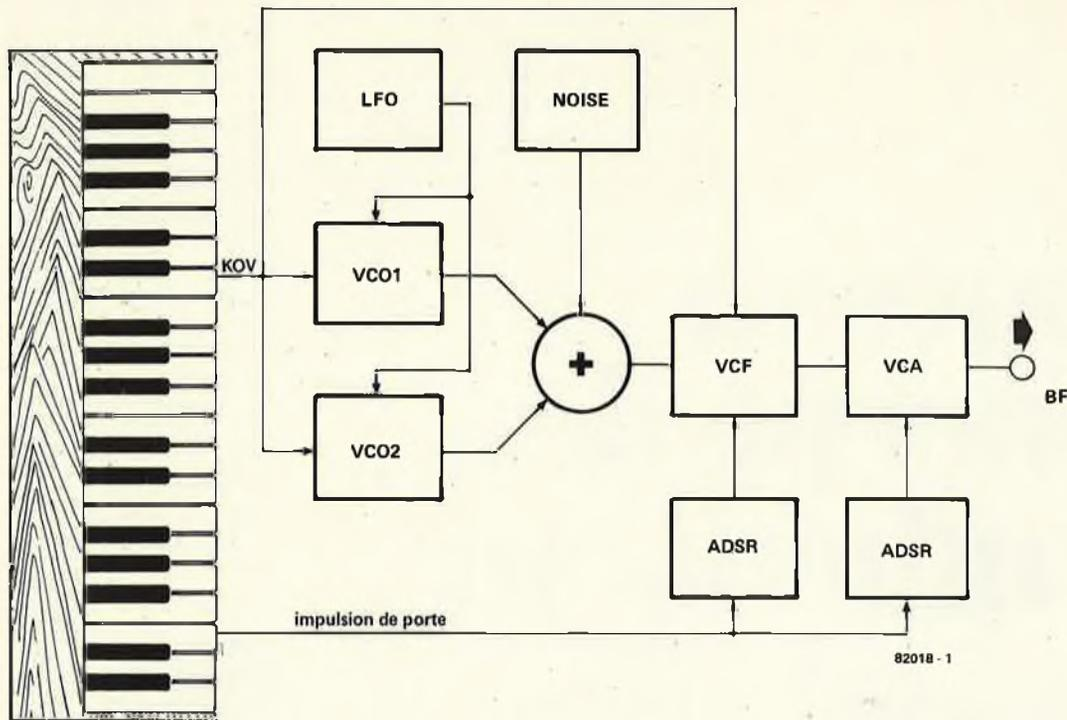 LFO
NOISE
KOV
VCO1
VCO2
+
VCF
VCA
BF
ADSR
ADSR
impulsion de porte
82018 - 1